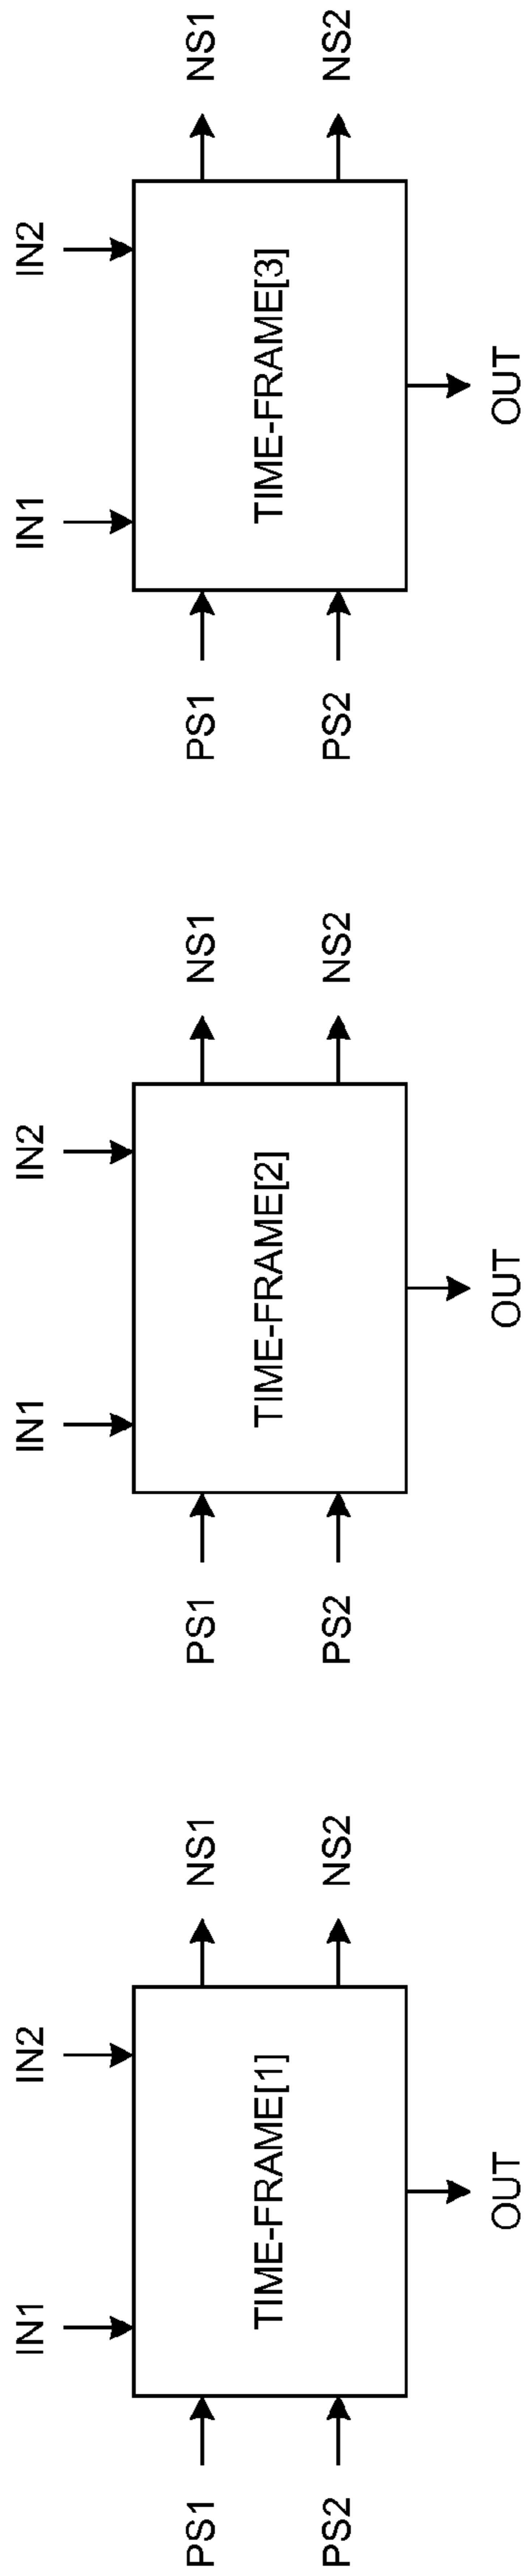 IN1
IN2
PS1
PS2
TIME-FRAME[1]
NS1
NS2
OUT
IN1
IN2
PS1
PS2
TIME-FRAME[2]
NS1
NS2
OUT
IN1
IN2
PS1
PS2
TIME-FRAME[3]
NS1
NS2
OUT